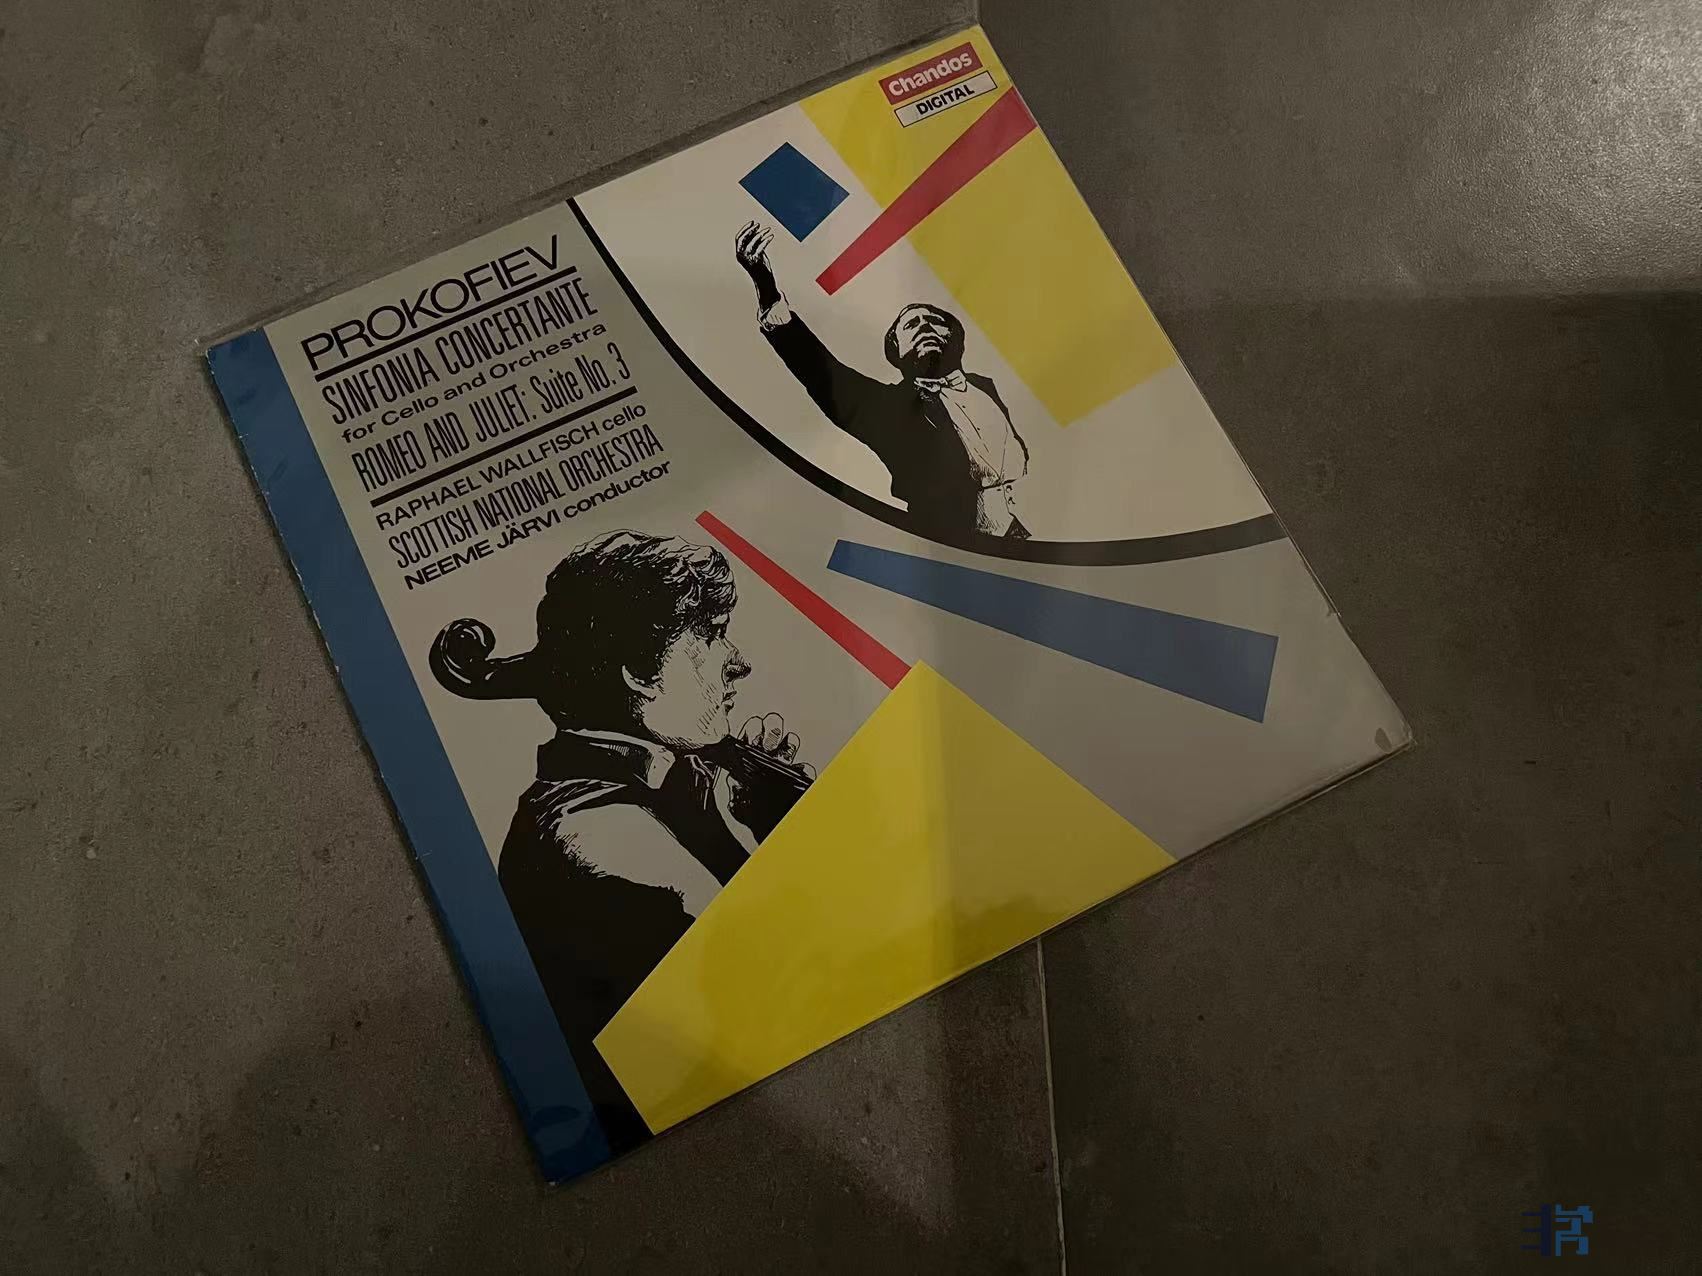 Chandos
DIGITAL
PROKOFIEV
SINFONIA CONCERTANTE
for Cello and Orchestra
ROMEO AND JULIET: Suite No. 3
RAPHAEL WALLFISCH cello
SCOTTISH NATIONAL ORCHESTRA
NEEME JÄRVI conductor